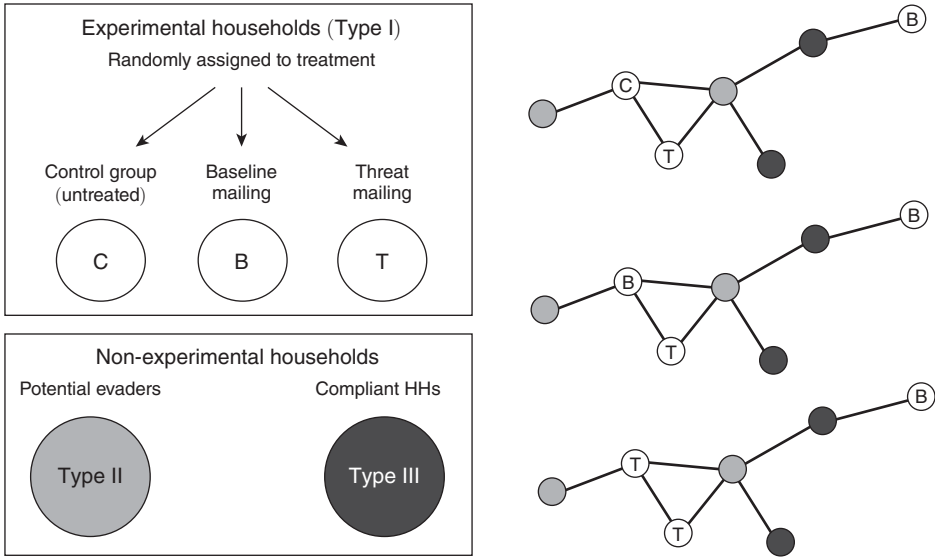 Experimental households (Type I)
Randomly assigned to treatment
Control group
(untreated)
Baseline
mailing
Threat
mailing
C
B
T
Non-experimental households
Potential evaders
Compliant HHs
Type II
Type III
B
C
T
B
B
T
B
T
T